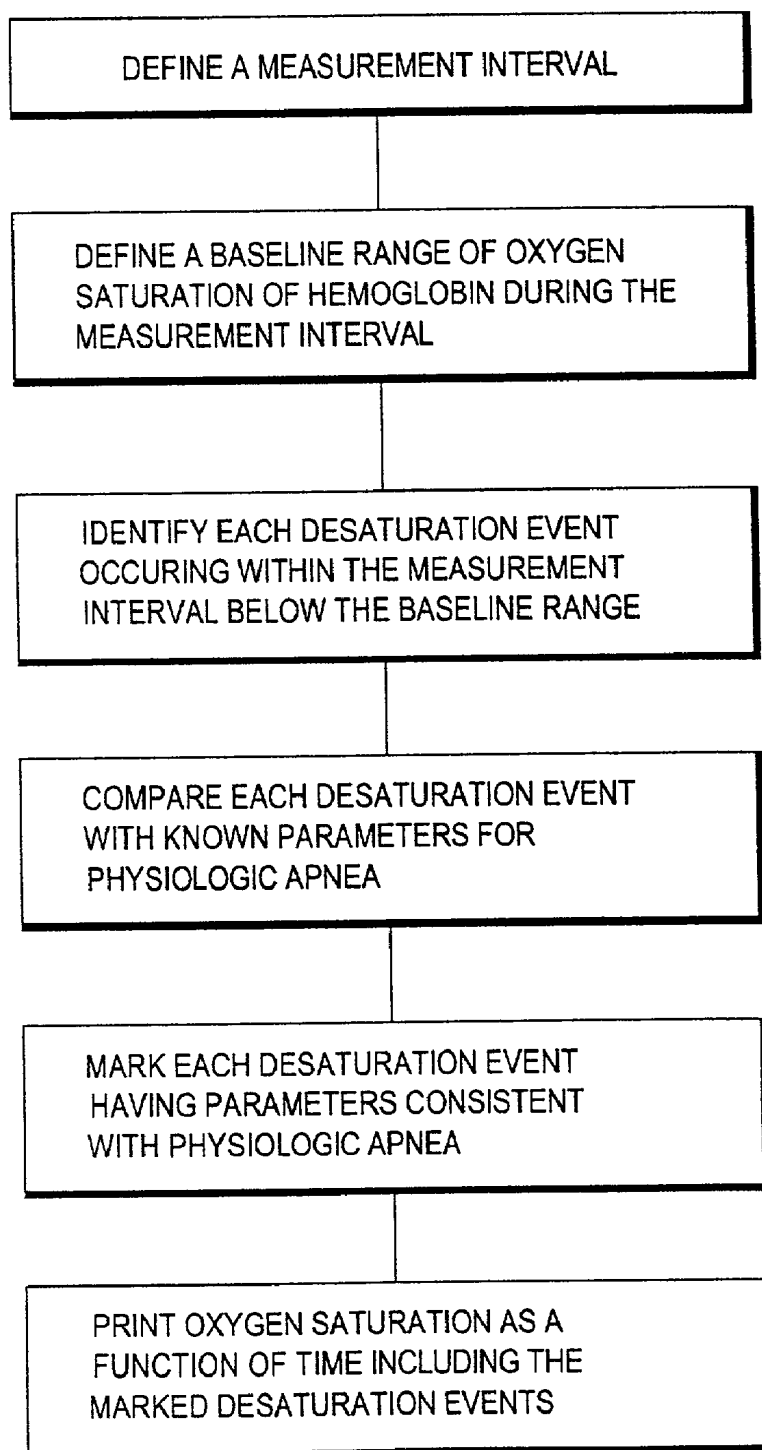 DEFINE A MEASUREMENT INTERVAL
DEFINE A BASELINE RANGE OF OXYGEN
SATURATION OF HEMOGLOBIN DURING THE
MEASUREMENT INTERVAL
IDENTIFY EACH DESATURATION EVENT
OCCURING WITHIN THE MEASUREMENT
INTERVAL BELOW THE BASELINE RANGE
COMPARE EACH DESATURATION EVENT
WITH KNOWN PARAMETERS FOR
PHYSIOLOGIC APNEA
MARK EACH DESATURATION EVENT
HAVING PARAMETERS CONSISTENT
WITH PHYSIOLOGIC APNEA
PRINT OXYGEN SATURATION AS A
FUNCTION OF TIME INCLUDING THE
MARKED DESATURATION EVENTS